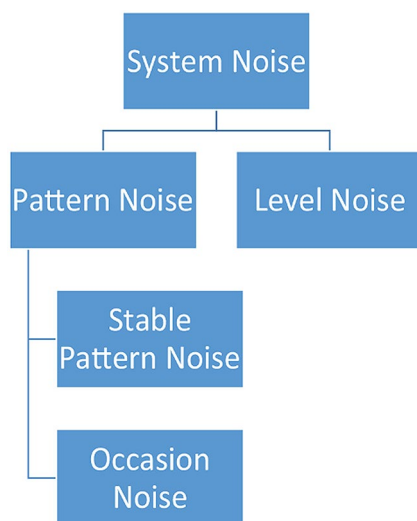 System Noise
Pattern Noise
Level Noise
Stable
Pattern Noise
Occasion
Noise